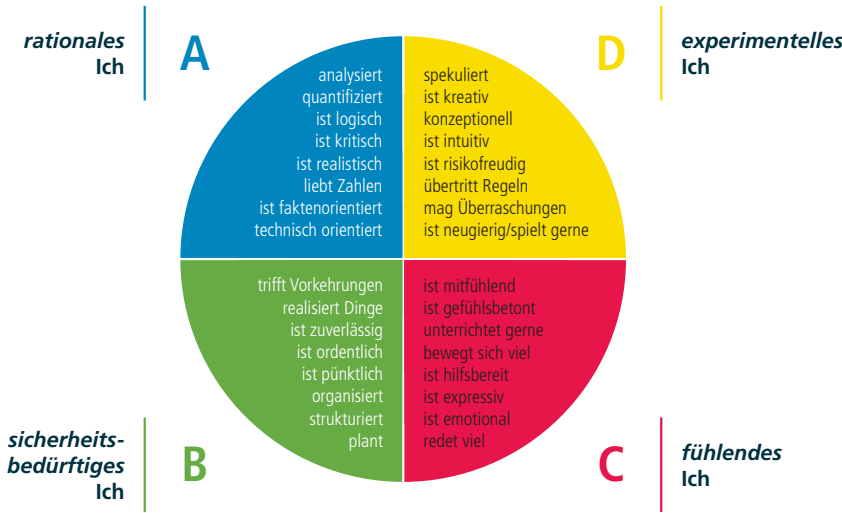 rationales
Ich
A
analysiert
quantifiziert
ist logisch
ist kritisch
ist realistisch
liebt Zahlen
ist faktenorientiert
technisch orientiert
D
experimentelles
Ich
spekuliert
ist kreativ
konzeptionell
ist intuitiv
ist risikofreudig
übertritt Regeln
mag Überraschungen
ist neugierig/spielt gerne
trifft Vorkehrungen
realisiert Dinge
ist zuverlässig
ist ordentlich
ist pünktlich
organisiert
strukturiert
plant
sicherheits-
bedürftiges
Ich
B
ist mitfühlend
ist gefühlsbetont
unterrichtet gerne
bewegt sich viel
ist hilfsbereit
ist expressiv
ist emotional
redet viel
C
fühlendes
Ich